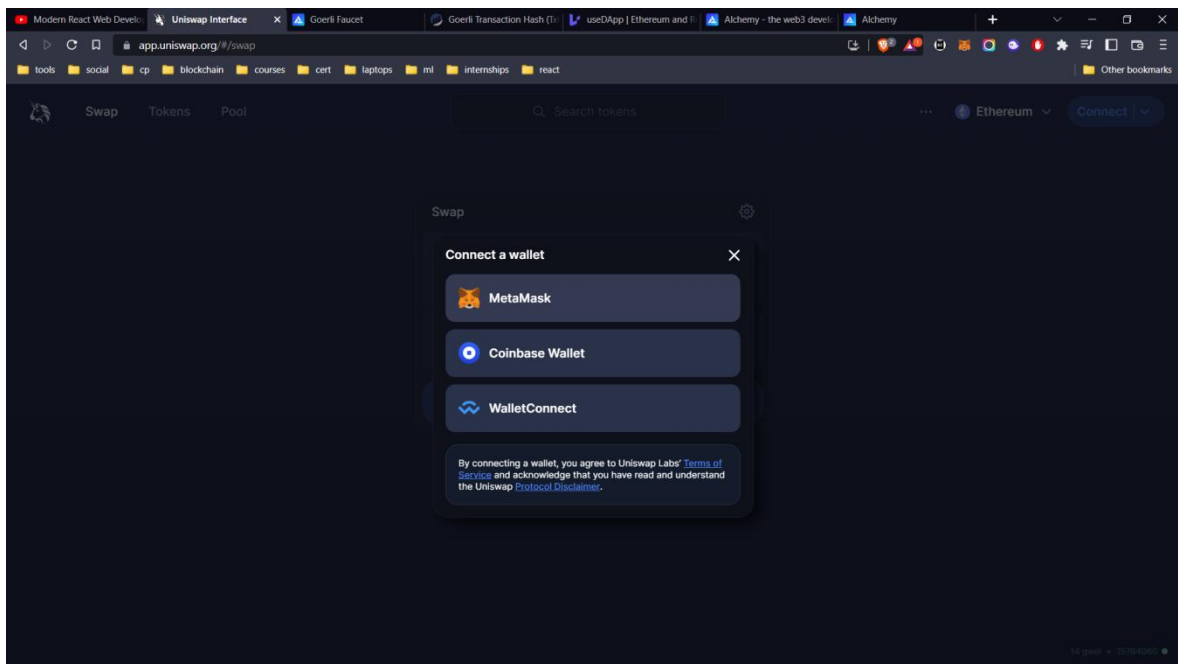 Modern React Web Develo
Uniswap Interface
Goerli Faucet
Goerli Transaction Hash (Tx
useDApp | Ethereum and R
Alchemy - the web3 develo
Alchemy
app.uniswap.org/#/swap
tools social cp blockchain courses cert laptops ml internships react Other bookmarks
Swap Tokens Pool Search tokens Ethereum Connect
Swap
Connect a wallet
MetaMask
Coinbase Wallet
WalletConnect
By connecting a wallet, you agree to Uniswap Labs' Terms of
Service and acknowledge that you have read and understand
the Uniswap Protocol Disclaimer.
14 gwei • 15764060